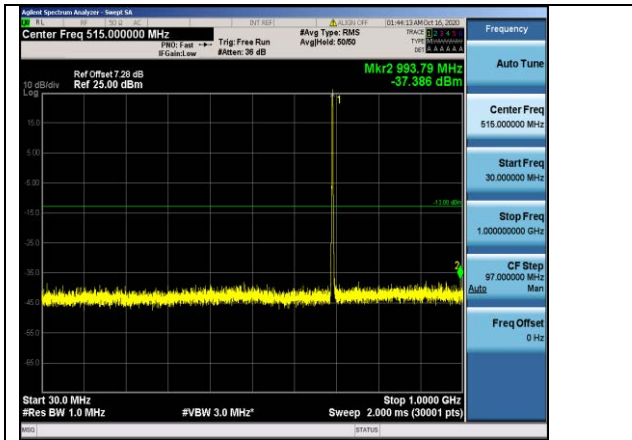 Agilent Spectrum Analyzer - Swept SA
RL RF 50 Ω AC INT REF ALIGN OFF 01:44:13 AM Oct 16, 2020
Center Freq 515.000000 MHz
PNO: Fast
IFGain:Low
Trig: Free Run
#Atten: 36 dB
#Avg Type: RMS
Avg|Hold: 50/50
TRACE 1 2 3 4 5 6
TYPE
DET A A A A A A
Ref Offset 7.28 dB
10 dB/div Ref 25.00 dBm
Log
Mkr2 993.79 MHz
-37.386 dBm
1
15.0
5.00
-5.00
-13.00 dBm
-15.0
-25.0
2
-35.0
-45.0
-55.0
-65.0
Start 30.0 MHz
Stop 1.0000 GHz
#Res BW 1.0 MHz
#VBW 3.0 MHz*
Sweep 2.000 ms (30001 pts)
MSG
STATUS
Frequency
Auto Tune
Center Freq
515.000000 MHz
Start Freq
30.000000 MHz
Stop Freq
1.000000000 GHz
CF Step
97.000000 MHz
Auto Man
Freq Offset
0 Hz